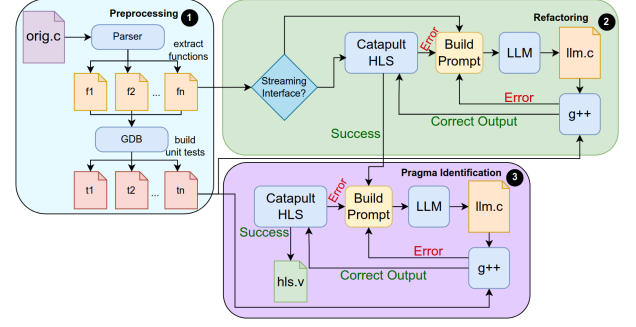 Preprocessing 1
orig.c
Parser
extract
functions
f1
f2
...
fn
GDB
build
unit tests
t1
t2
...
tn
Refactoring 2
Streaming
Interface?
Catapult
HLS
Error
Build
Prompt
LLM
llm.c
Error
Correct Output
g++
Success
Pragma Identification 3
Catapult
HLS
Error
Build
Prompt
LLM
llm.c
Success
Error
Correct Output
g++
hls.v